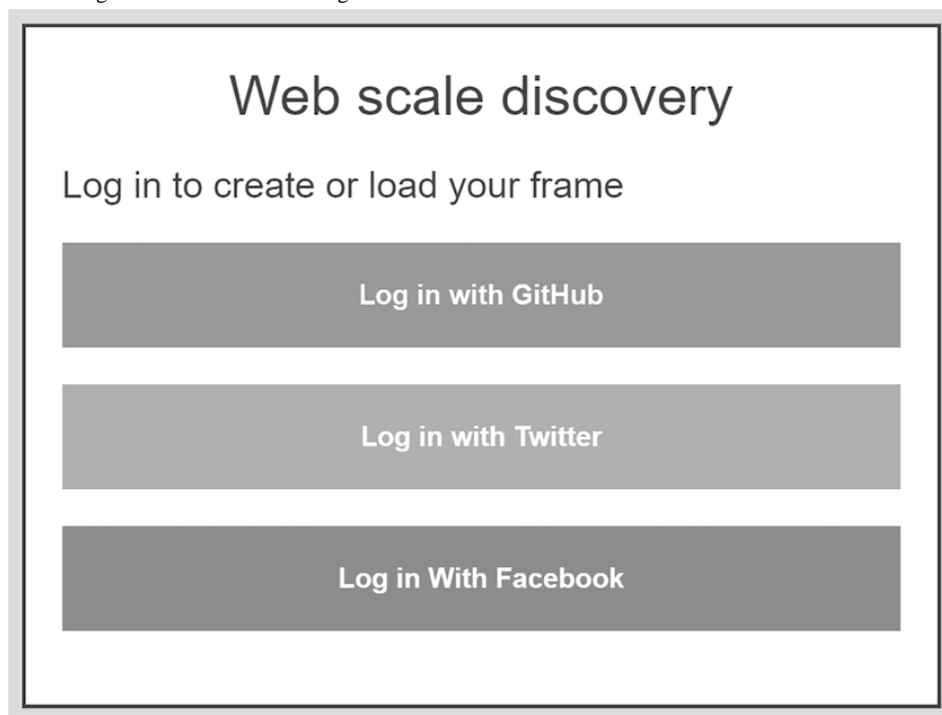 Web scale discovery
Log in to create or load your frame
Log in with GitHub
Log in with Twitter
Log in With Facebook